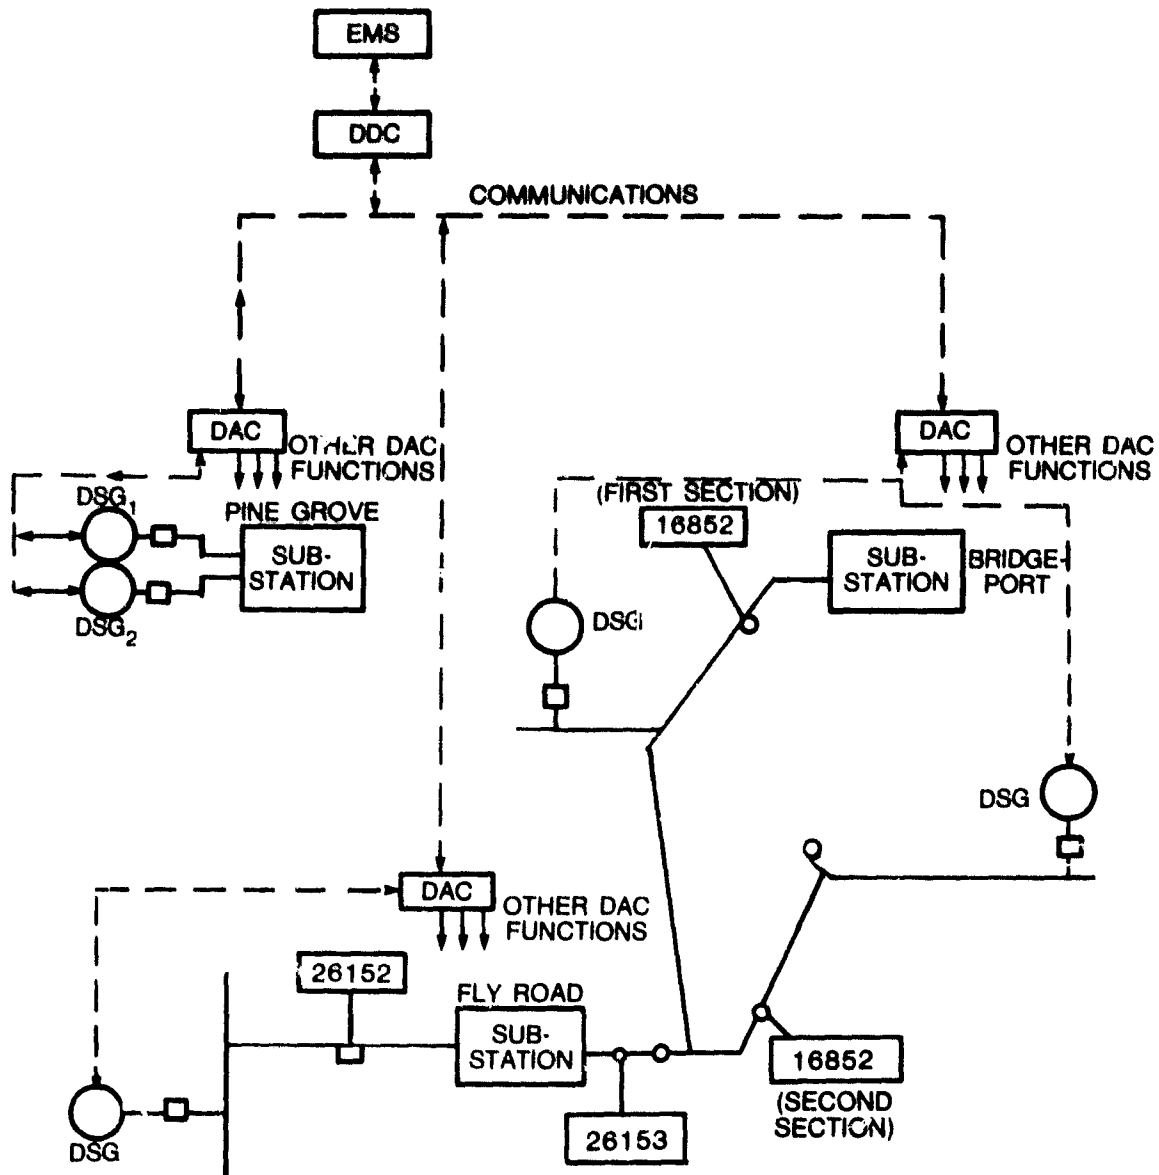 EMS
DDC
COMMUNICATIONS
DAC
OTHER DAC
FUNCTIONS
DAC
OTHER DAC
FUNCTIONS
DSG1
PINE GROVE
SUB-
STATION
DSG2
(FIRST SECTION)
16852
SUB-
STATION
BRIDGE-
PORT
DSG
DSG
DAC
OTHER DAC
FUNCTIONS
26152
FLY ROAD
SUB-
STATION
16852
(SECOND
SECTION)
26153
DSG